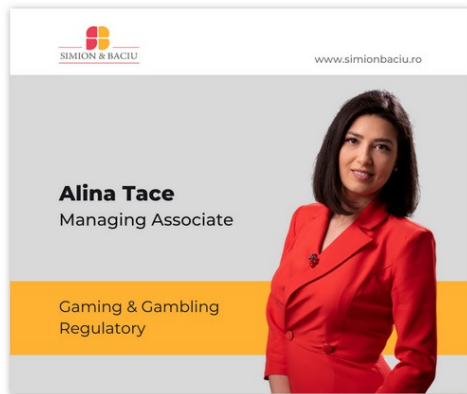 SIMION & BACIU
www.simionbaciu.ro
Alina Tace
Managing Associate
Gaming & Gambling
Regulatory